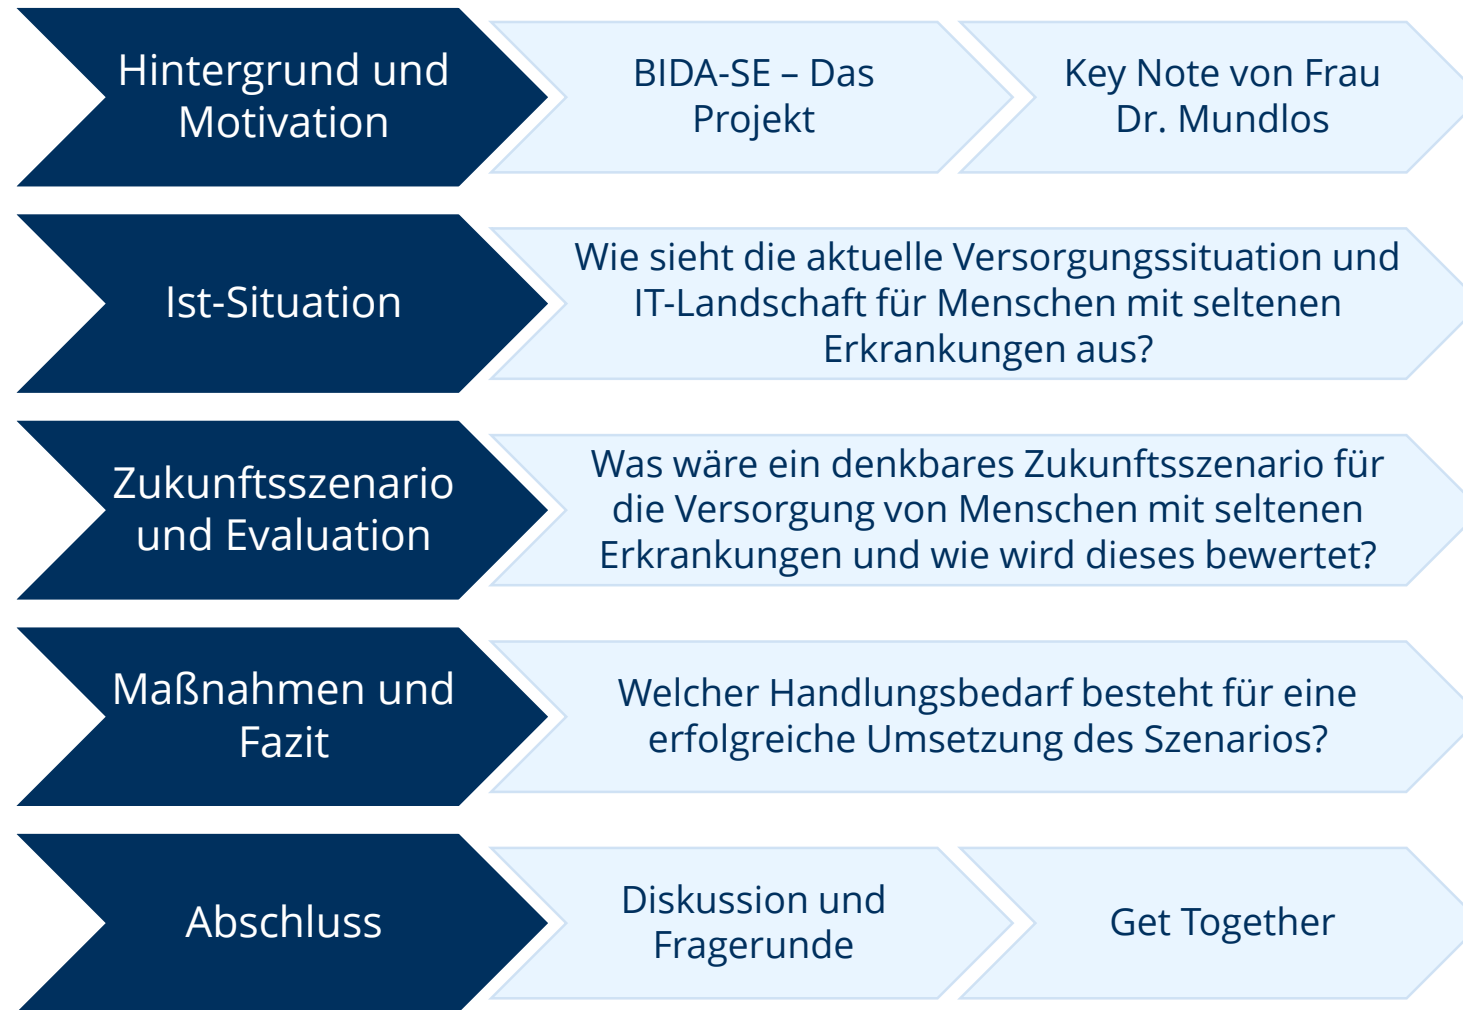 Hintergrund und
Motivation
BIDA-SE – Das
Projekt
Key Note von Frau
Dr. Mundlos
Ist-Situation
Wie sieht die aktuelle Versorgungssituation und
IT-Landschaft für Menschen mit seltenen
Erkrankungen aus?
Zukunftsszenario
und Evaluation
Was wäre ein denkbares Zukunftsszenario für
die Versorgung von Menschen mit seltenen
Erkrankungen und wie wird dieses bewertet?
Maßnahmen und
Fazit
Welcher Handlungsbedarf besteht für eine
erfolgreiche Umsetzung des Szenarios?
Abschluss
Diskussion und
Fragerunde
Get Together